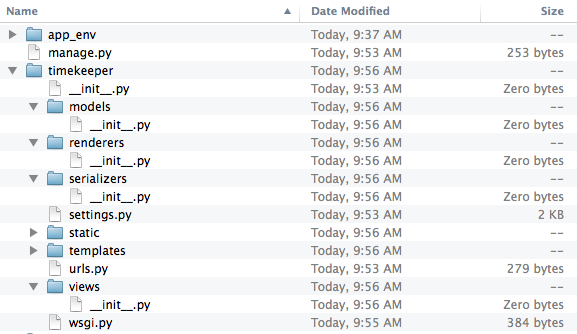 Name Date Modified Size
app_env Today, 9:37 AM --
manage.py Today, 9:53 AM 253 bytes
timekeeper Today, 9:56 AM --
__init__.py Today, 9:53 AM Zero bytes
models Today, 9:56 AM --
__init__.py Today, 9:56 AM Zero bytes
renderers Today, 9:56 AM --
__init__.py Today, 9:56 AM Zero bytes
serializers Today, 9:56 AM --
__init__.py Today, 9:56 AM Zero bytes
settings.py Today, 9:53 AM 2 KB
static Today, 9:56 AM --
templates Today, 9:56 AM --
urls.py Today, 9:53 AM 279 bytes
views Today, 9:56 AM --
__init__.py Today, 9:56 AM Zero bytes
wsgi.py Today, 9:55 AM 384 bytes